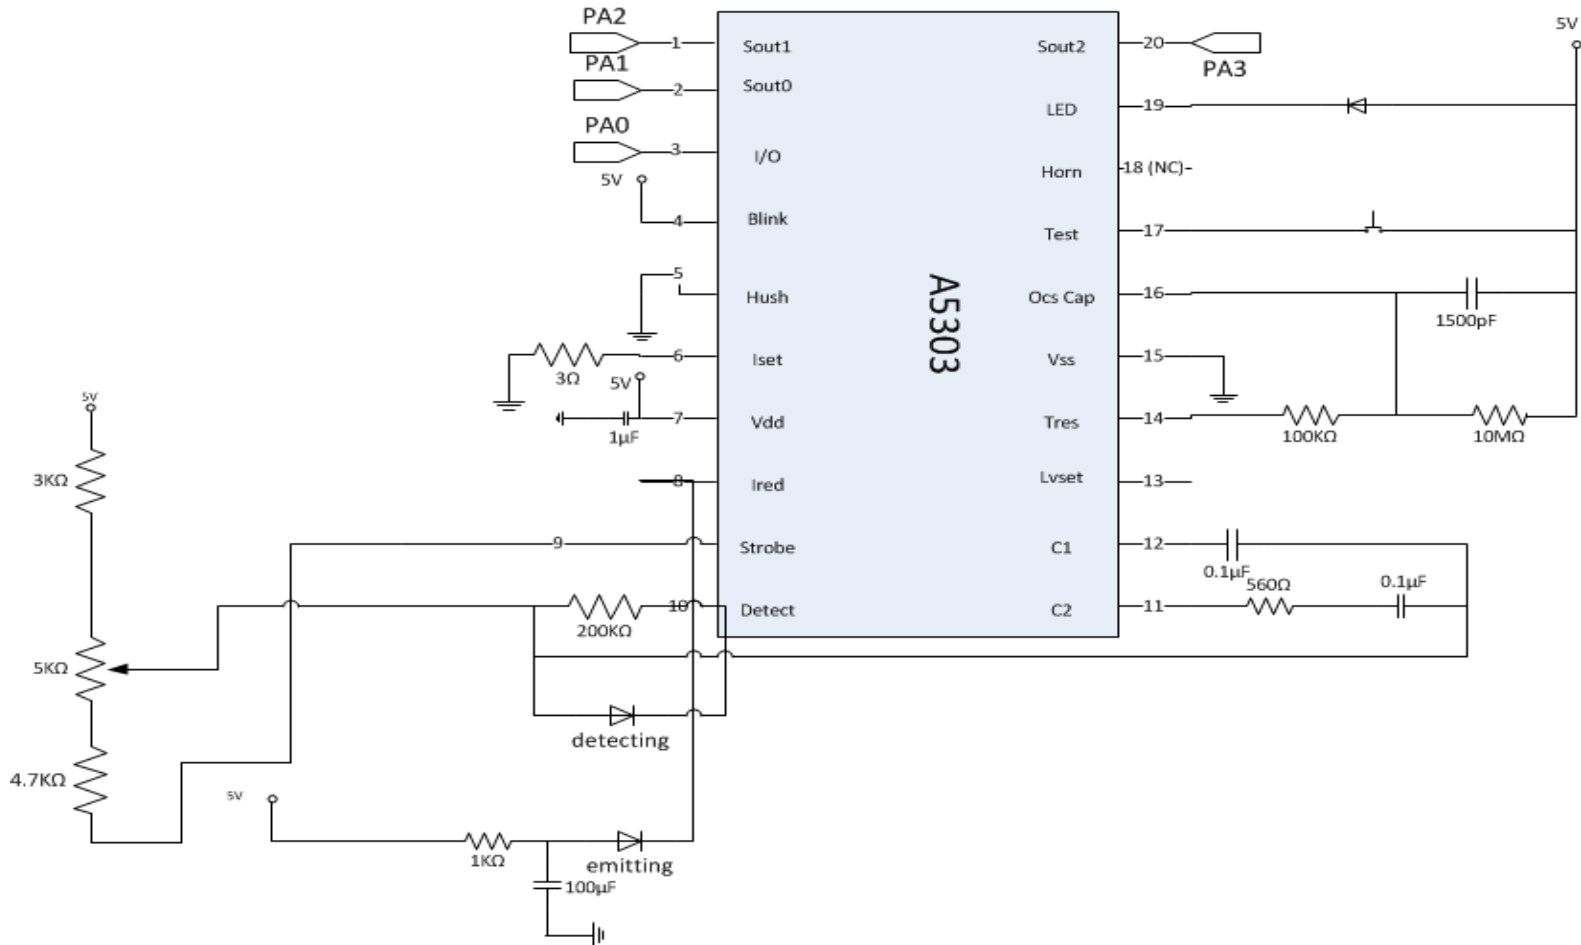 PA2
1
Sout1
PA1
2
Sout0
PA0
3
I/O
5V
4
Blink
5
Hush
6
Iset
3Ω
5V
7
Vdd
1µF
8
Ired
9
Strobe
10
Detect
200KΩ
A5303
Sout2
20
PA3
5V
LED
19
Horn
18 (NC)
Test
17
Ocs Cap
16
1500pF
Vss
15
Tres
14
100KΩ
10MΩ
Lvset
13
C1
12
0.1µF
C2
11
560Ω
0.1µF
5V
3KΩ
5KΩ
4.7KΩ
detecting
5V
1KΩ
emitting
100µF